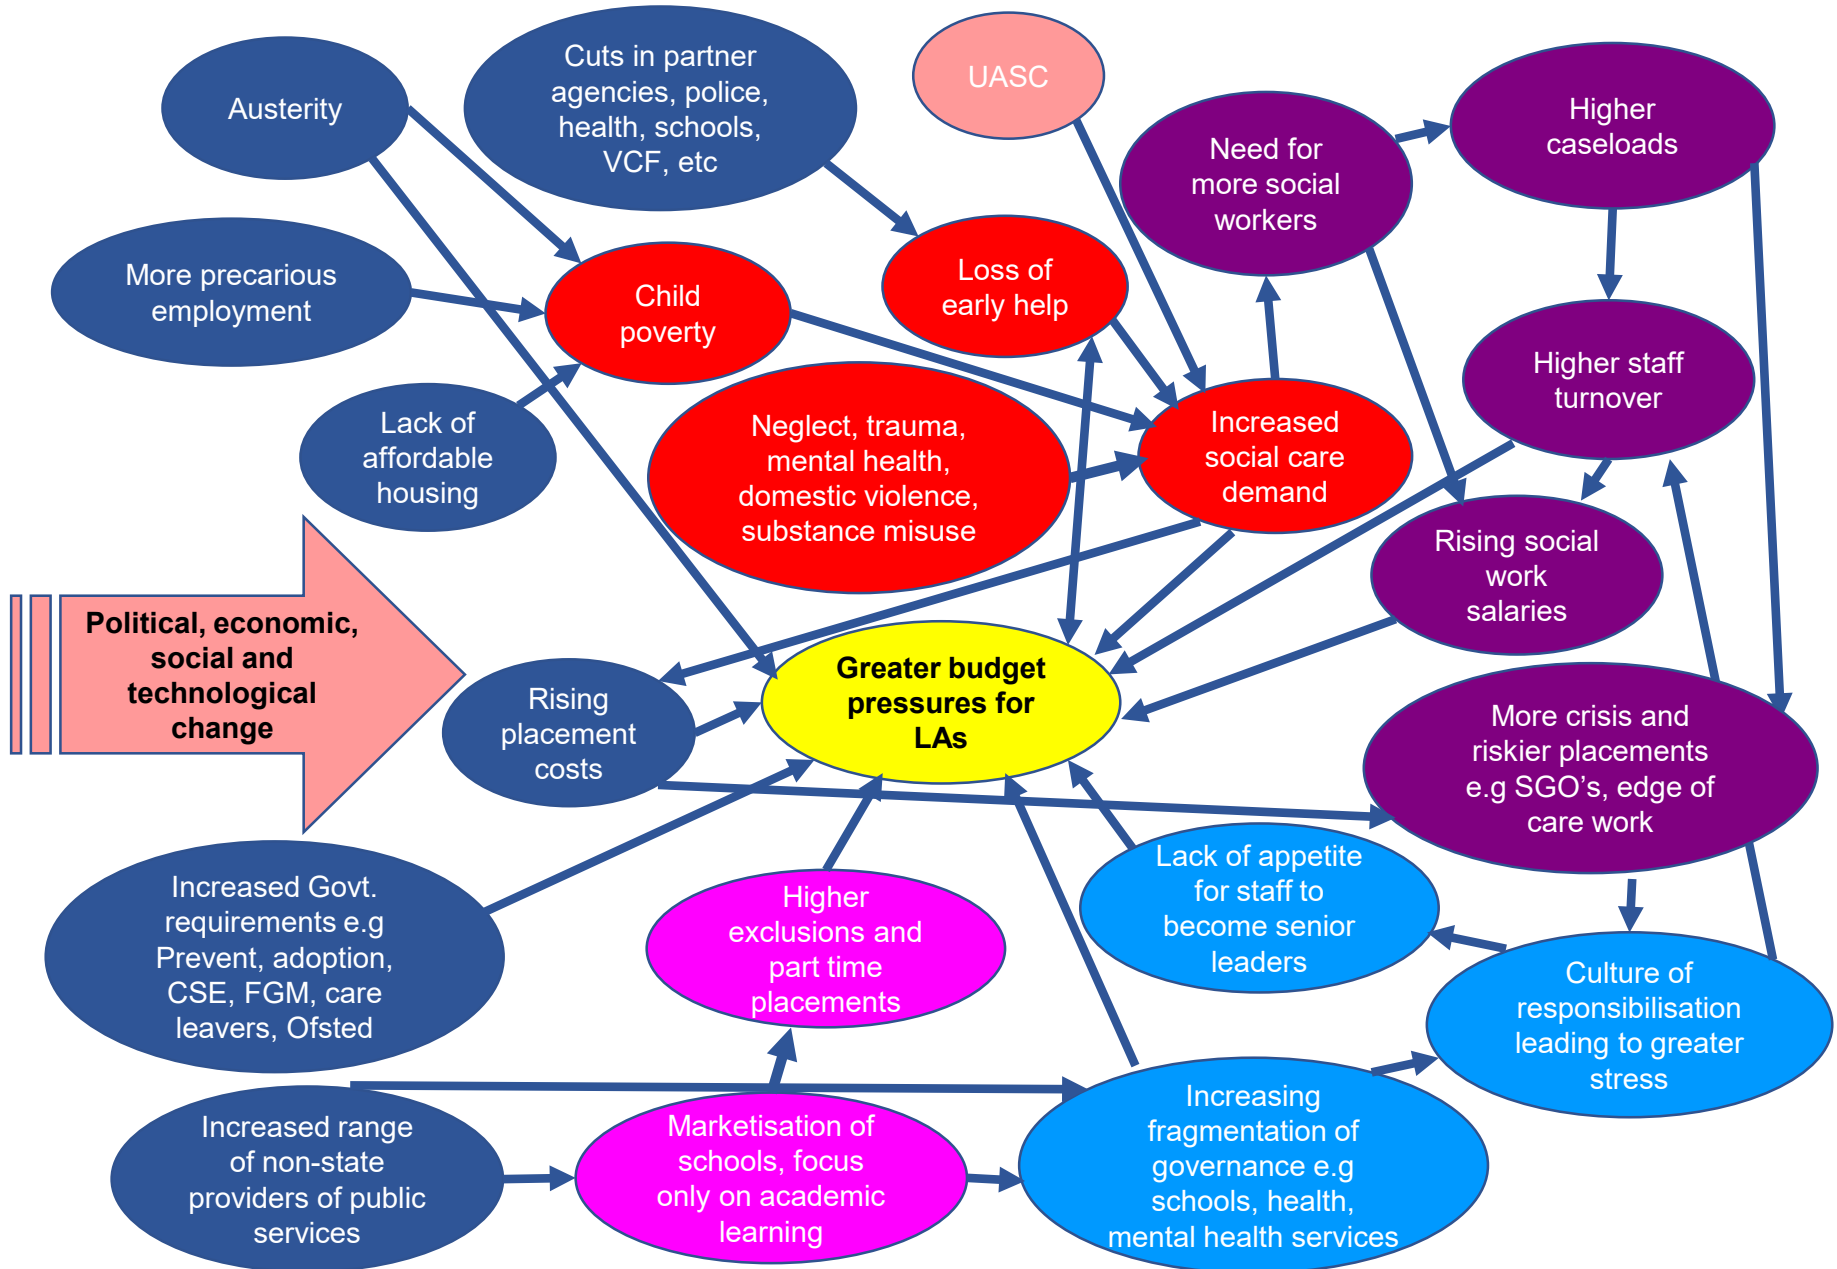 Austerity
Cuts in partner
agencies, police,
health, schools,
VCF, etc
UASC
Need for
more social
workers
Higher
caseloads
More precarious
employment
Child
poverty
Loss of
early help
Higher staff
turnover
Lack of
affordable
housing
Neglect, trauma,
mental health,
domestic violence,
substance misuse
Increased
social care
demand
Rising social
work
salaries
Political, economic,
social and
technological
change
Rising
placement
costs
Greater budget
pressures for
LAs
More crisis and
riskier placements
e.g SGO’s, edge of
care work
Increased Govt.
requirements e.g
Prevent, adoption,
CSE, FGM, care
leavers, Ofsted
Higher
exclusions and
part time
placements
Lack of appetite
for staff to
become senior
leaders
Culture of
responsibilisation
leading to greater
stress
Increased range
of non-state
providers of public
services
Marketisation of
schools, focus
only on academic
learning
Increasing
fragmentation of
governance e.g
schools, health,
mental health services